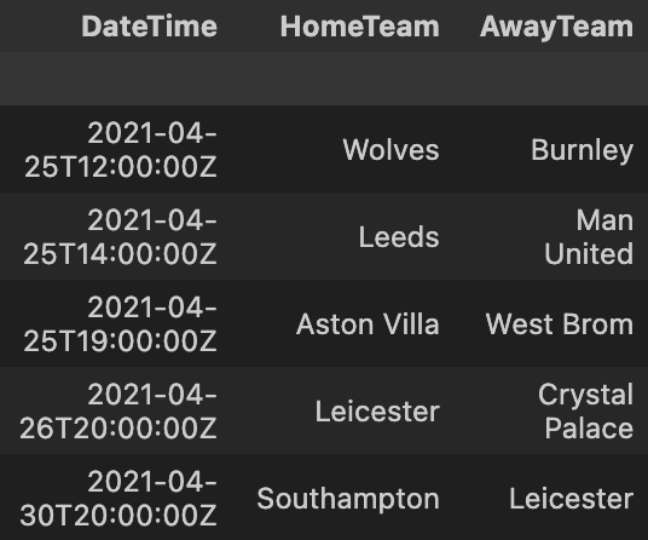 DateTime HomeTeam AwayTeam
2021-04-
25T12:00:00Z Wolves Burnley
2021-04-
25T14:00:00Z Leeds Man
United
2021-04-
25T19:00:00Z Aston Villa West Brom
2021-04-
26T20:00:00Z Leicester Crystal
Palace
2021-04-
30T20:00:00Z Southampton Leicester